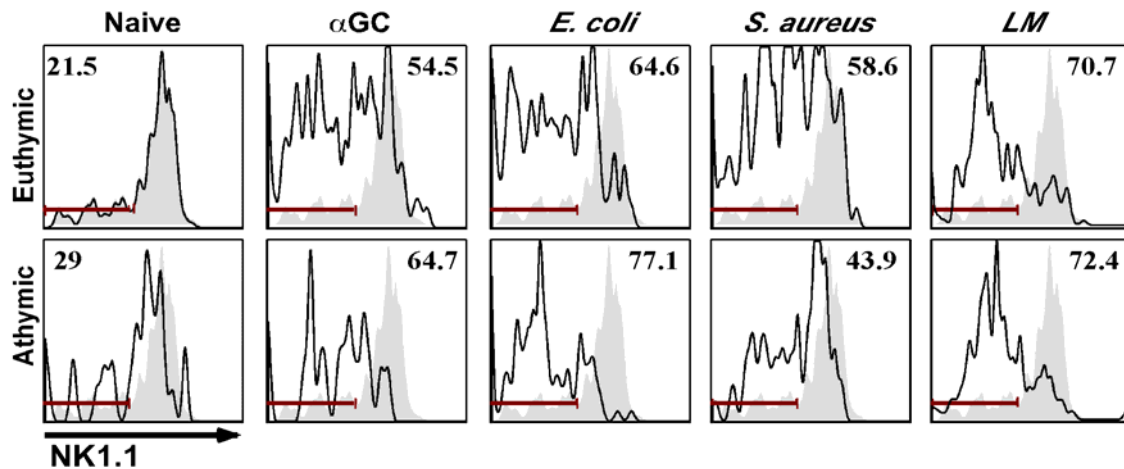 Naive αGC E. coli S. aureus LM
Euthymic 21.5 54.5 64.6 58.6 70.7
Athymic 29 64.7 77.1 43.9 72.4
NK1.1